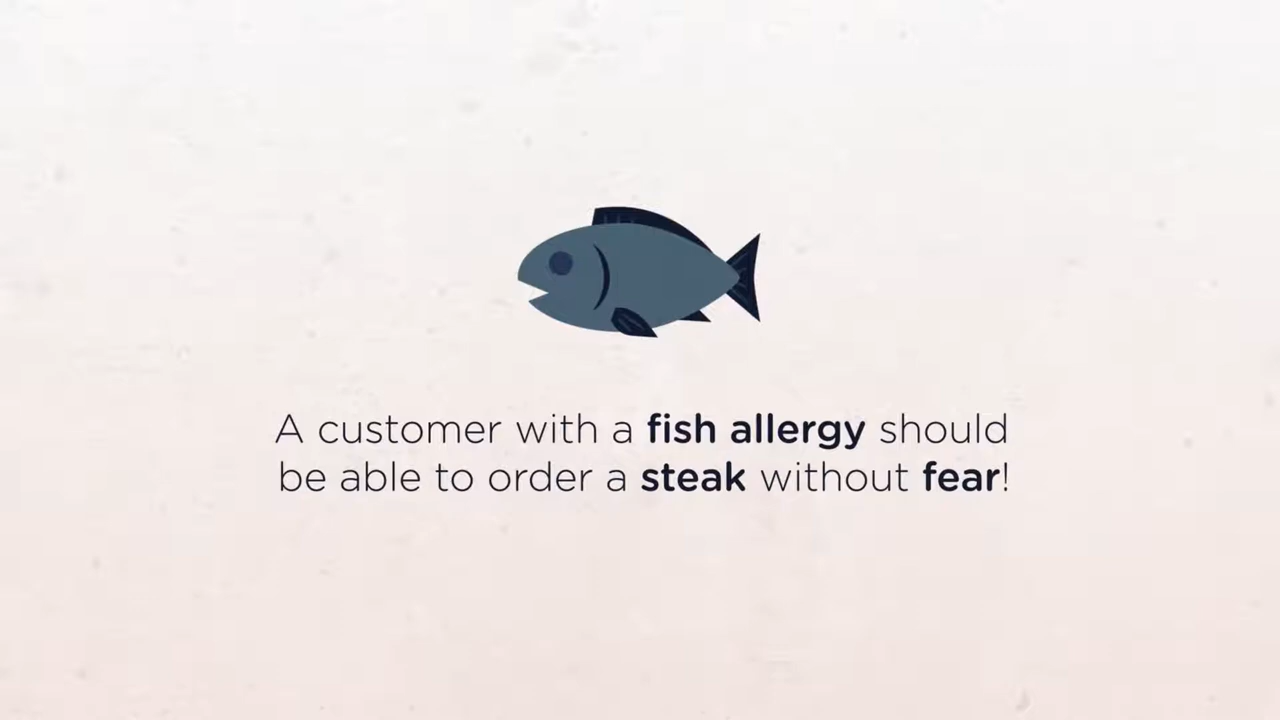 A customer with a fish allergy should
be able to order a steak without fear!